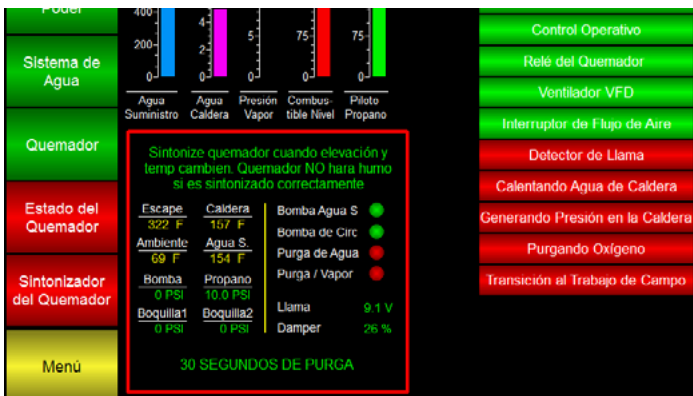 Poder
Sistema de
Agua
Quemador
Estado del
Quemador
Sintonizador
del Quemador
Menú
400
200
0
4
2
0
5
0
75
0
75
0
Agua
Suministro
Agua
Caldera
Presión
Vapor
Combus-
tible Nivel
Piloto
Propano
Sintonize quemador cuando elevación y
temp cambien. Quemador NO hara humo
si es sintonizado correctamente
Escape Caldera
322 F 157 F
Ambiente Agua S.
69 F 154 F
Bomba Propano
0 PSI 10.0 PSI
Boquilla1 Boquilla2
0 PSI 0 PSI
Bomba Agua S
Bomba de Circ
Purga de Agua
Purga / Vapor
Llama 9.1 V
Damper 26 %
30 SEGUNDOS DE PURGA
Control Operativo
Relé del Quemador
Ventilador VFD
Interruptor de Flujo de Aire
Detector de Llama
Calentando Agua de Caldera
Generando Presión en la Caldera
Purgando Oxígeno
Transición al Trabajo de Campo